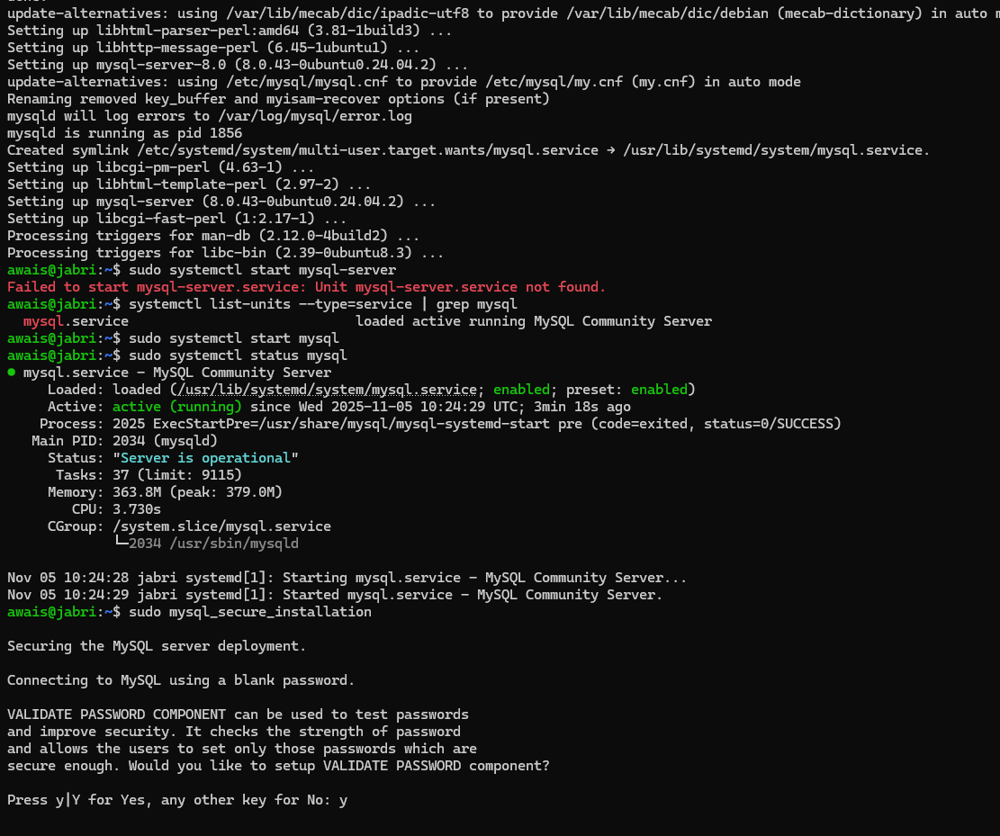 done.
update-alternatives: using /var/lib/mecab/dic/ipadic-utf8 to provide /var/lib/mecab/dic/debian (mecab-dictionary) in auto m
Setting up libhtml-parser-perl:amd64 (3.81-1build3) ...
Setting up libhttp-message-perl (6.45-1ubuntu1) ...
Setting up mysql-server-8.0 (8.0.43-0ubuntu0.24.04.2) ...
update-alternatives: using /etc/mysql/mysql.cnf to provide /etc/mysql/my.cnf (my.cnf) in auto mode
Renaming removed key_buffer and myisam-recover options (if present)
mysqld will log errors to /var/log/mysql/error.log
mysqld is running as pid 1856
Created symlink /etc/systemd/system/multi-user.target.wants/mysql.service → /usr/lib/systemd/system/mysql.service.
Setting up libcgi-pm-perl (4.63-1) ...
Setting up libhtml-template-perl (2.97-2) ...
Setting up mysql-server (8.0.43-0ubuntu0.24.04.2) ...
Setting up libcgi-fast-perl (1:2.17-1) ...
Processing triggers for man-db (2.12.0-4build2) ...
Processing triggers for libc-bin (2.39-0ubuntu8.3) ...
awais@jabri:~$ sudo systemctl start mysql-server
Failed to start mysql-server.service: Unit mysql-server.service not found.
awais@jabri:~$ systemctl list-units --type=service | grep mysql
mysql.service loaded active running MySQL Community Server
awais@jabri:~$ sudo systemctl start mysql
awais@jabri:~$ sudo systemctl status mysql
● mysql.service - MySQL Community Server
Loaded: loaded (/usr/lib/systemd/system/mysql.service; enabled; preset: enabled)
Active: active (running) since Wed 2025-11-05 10:24:29 UTC; 3min 18s ago
Process: 2025 ExecStartPre=/usr/share/mysql/mysql-systemd-start pre (code=exited, status=0/SUCCESS)
Main PID: 2034 (mysqld)
Status: "Server is operational"
Tasks: 37 (limit: 9115)
Memory: 363.8M (peak: 379.0M)
CPU: 3.730s
CGroup: /system.slice/mysql.service
└─2034 /usr/sbin/mysqld
Nov 05 10:24:28 jabri systemd[1]: Starting mysql.service - MySQL Community Server...
Nov 05 10:24:29 jabri systemd[1]: Started mysql.service - MySQL Community Server.
awais@jabri:~$ sudo mysql_secure_installation
Securing the MySQL server deployment.
Connecting to MySQL using a blank password.
VALIDATE PASSWORD COMPONENT can be used to test passwords
and improve security. It checks the strength of password
and allows the users to set only those passwords which are
secure enough. Would you like to setup VALIDATE PASSWORD component?
Press y|Y for Yes, any other key for No: y